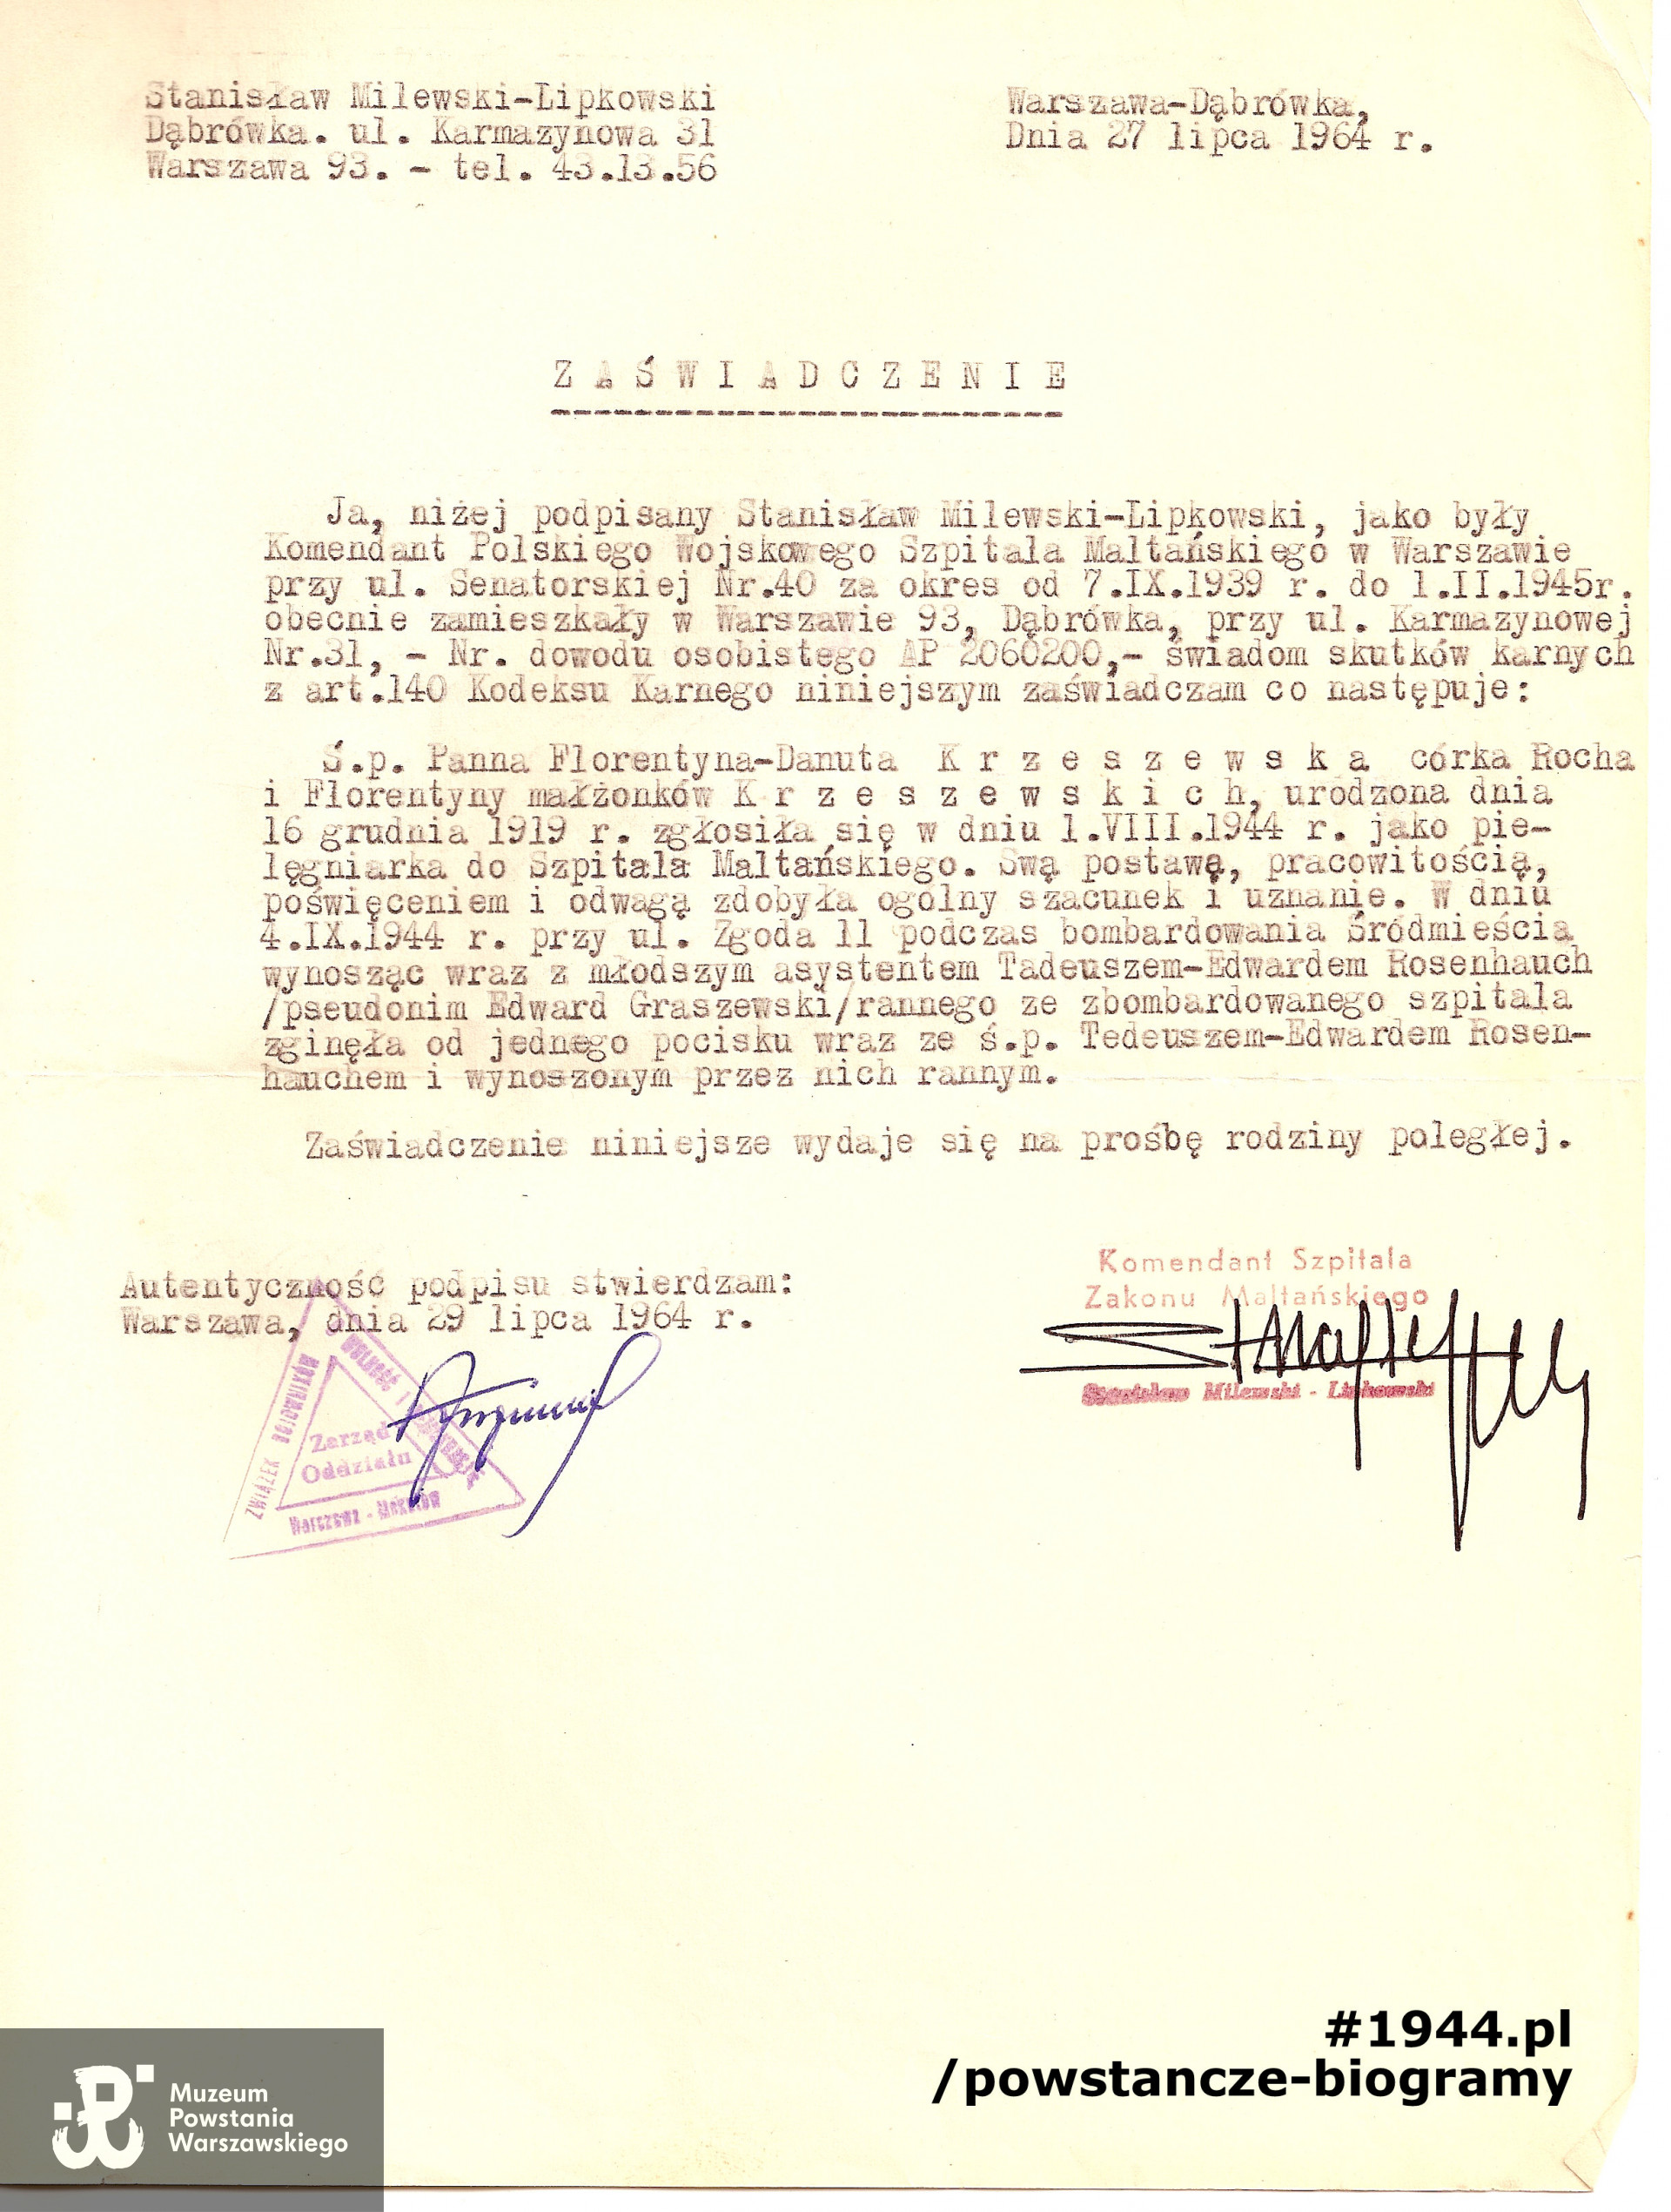 Stanisław Milewski-Lipkowski
Dąbrówka. ul. Karmazynowa 31
Warszawa 93. - tel. 43.13.56
Warszawa-Dąbrówka,
Dnia 27 lipca 1964 r.
Z A Ś W I A D C Z E N I E
Ja, niżej podpisany Stanisław Milewski-Lipkowski, jako były
Komendant Polskiego Wojskowego Szpitala Maltańskiego w Warszawie
przy ul. Senatorskiej Nr.40 za okres od 7.IX.1939 r. do 1.II.1945r.
obecnie zamieszkały w Warszawie 93, Dąbrówka, przy ul. Karmazynowej
Nr.31, - Nr. dowodu osobistego AP 2060200,- świadom skutków karnych
z art.140 Kodeksu Karnego niniejszym zaświadczam co następuje:
Ś.p. Panna Florentyna-Danuta K r z e s z e w s k a córka Rocha
i Florentyny małżonków K r z e s z e w s k i c h, urodzona dnia
16 grudnia 1919 r. zgłosiła się w dniu 1.VIII.1944 r. jako pie-
lęgniarka do Szpitala Maltańskiego. Swą postawę, pracowitością,
poświęceniem i odwagą zdobyła ogólny szacunek i uznanie. W dniu
4.IX.1944 r. przy ul. Zgoda 11 podczas bombardowania Śródmieścia
wynosząc wraz z młodszym asystentem Tadeuszem-Edwardem Rosenhauch
/pseudonim Edward Graszewski/rannego ze zbombardowanego szpitala
zginęła od jednego pocisku wraz ze ś.p. Tedeuszem-Edwardem Rosen-
hauchem i wynoszonym przez nich rannym.
Zaświadczenie niniejsze wydaje się na prośbę rodziny poległej.
Autentyczność podpisu stwierdzam:
Warszawa, dnia 29 lipca 1964 r.
Komendant Szpitala
Zakonu Maltańskiego
Stanisław Milewski - Lipkowski
ZWIĄZEK BOJOWNIKÓW
WOLNOŚĆ I DEMOKRACJĘ
Zarząd
Oddziału
Warszawa - Mokotów
#1944.pl
/powstancze-biogramy
Muzeum
Powstania
Warszawskiego